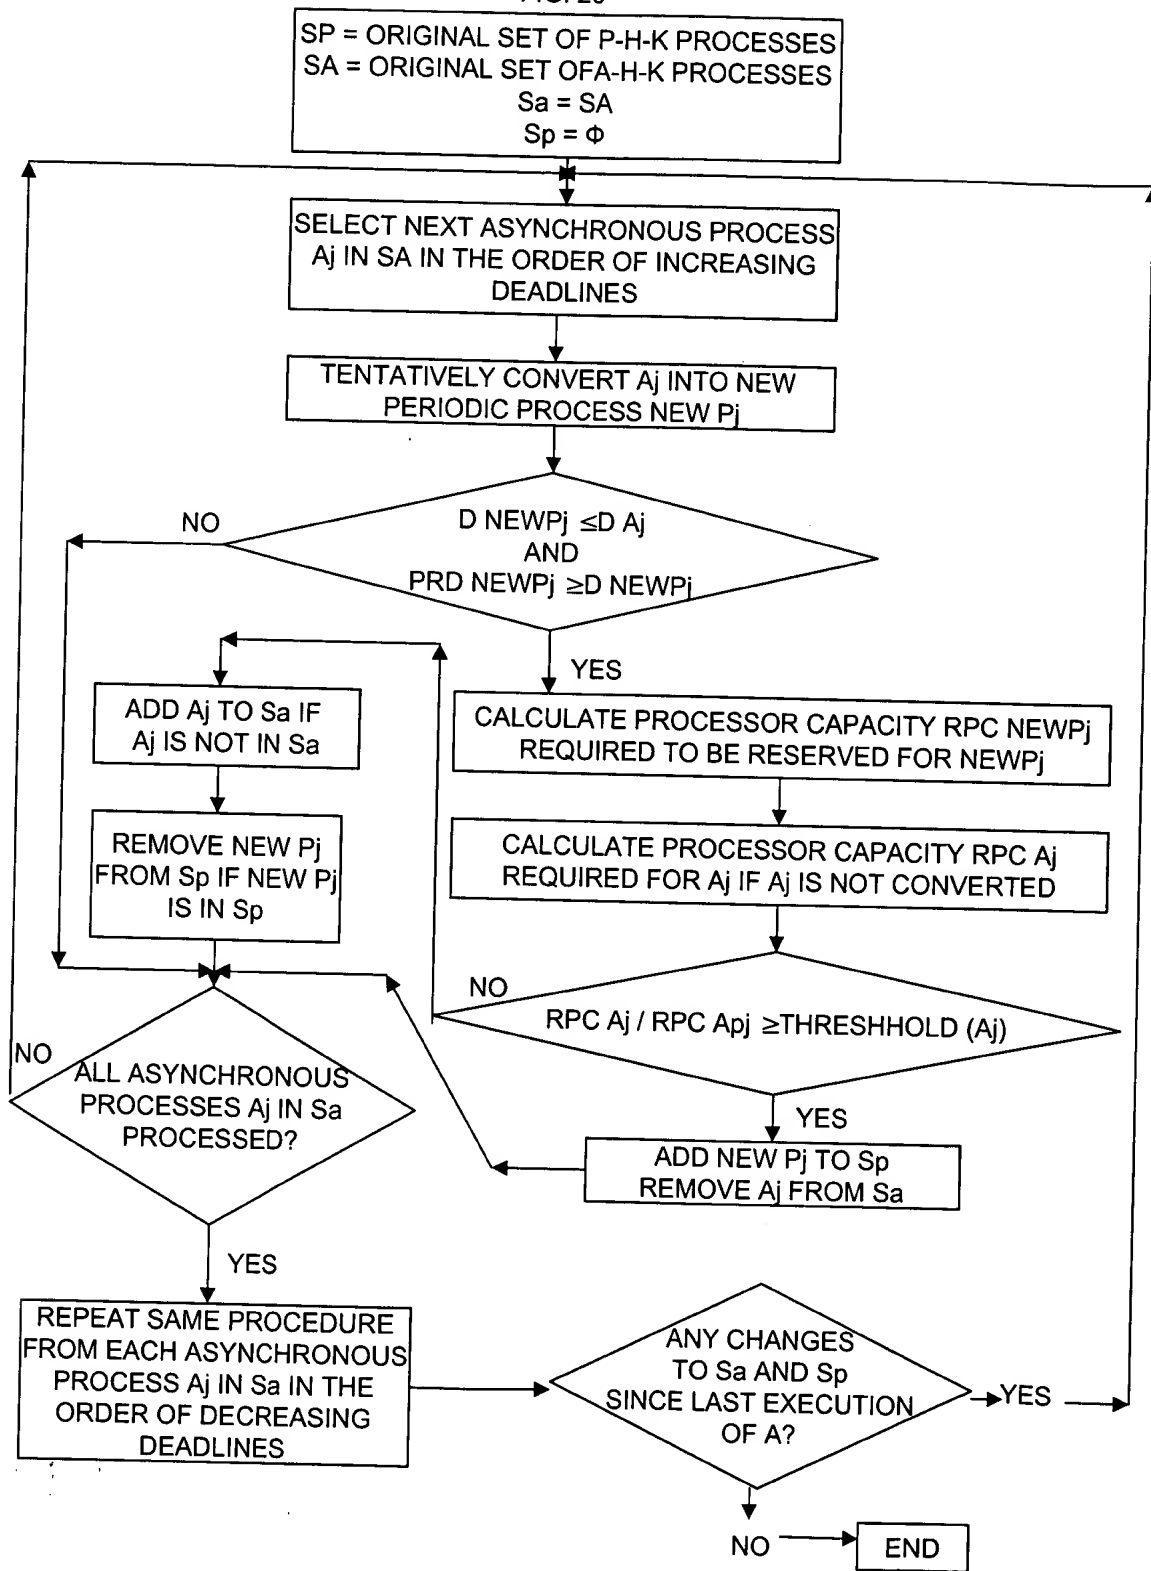 SP = ORIGINAL SET OF P-H-K PROCESSES
SA = ORIGINAL SET OFA-H-K PROCESSES
Sa = SA
Sp = Φ
SELECT NEXT ASYNCHRONOUS PROCESS
Aj IN SA IN THE ORDER OF INCREASING
DEADLINES
TENTATIVELY CONVERT Aj INTO NEW
PERIODIC PROCESS NEW Pj
NO
D NEWPj ≤D Aj
AND
PRD NEWPj ≥D NEWPj
YES
ADD Aj TO Sa IF
Aj IS NOT IN Sa
CALCULATE PROCESSOR CAPACITY RPC NEWPj
REQUIRED TO BE RESERVED FOR NEWPj
REMOVE NEW Pj
FROM Sp IF NEW Pj
IS IN Sp
CALCULATE PROCESSOR CAPACITY RPC Aj
REQUIRED FOR Aj IF Aj IS NOT CONVERTED
NO
RPC Aj / RPC Apj ≥THRESHHOLD (Aj)
NO
ALL ASYNCHRONOUS
PROCESSES Aj IN Sa
PROCESSED?
YES
ADD NEW Pj TO Sp
REMOVE Aj FROM Sa
YES
REPEAT SAME PROCEDURE
FROM EACH ASYNCHRONOUS
PROCESS Aj IN Sa IN THE
ORDER OF DECREASING
DEADLINES
ANY CHANGES
TO Sa AND Sp
SINCE LAST EXECUTION
OF A?
YES
NO
END